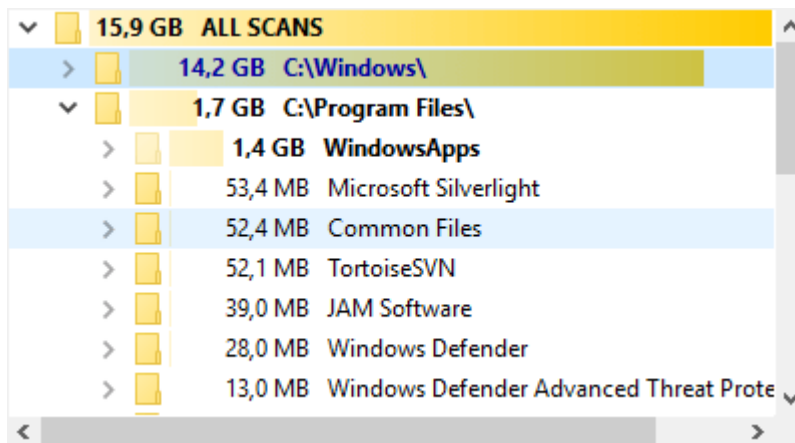 15,9 GB ALL SCANS
14,2 GB C:\Windows\
1,7 GB C:\Program Files\
1,4 GB WindowsApps
53,4 MB Microsoft Silverlight
52,4 MB Common Files
52,1 MB TortoiseSVN
39,0 MB JAM Software
28,0 MB Windows Defender
13,0 MB Windows Defender Advanced Threat Prote